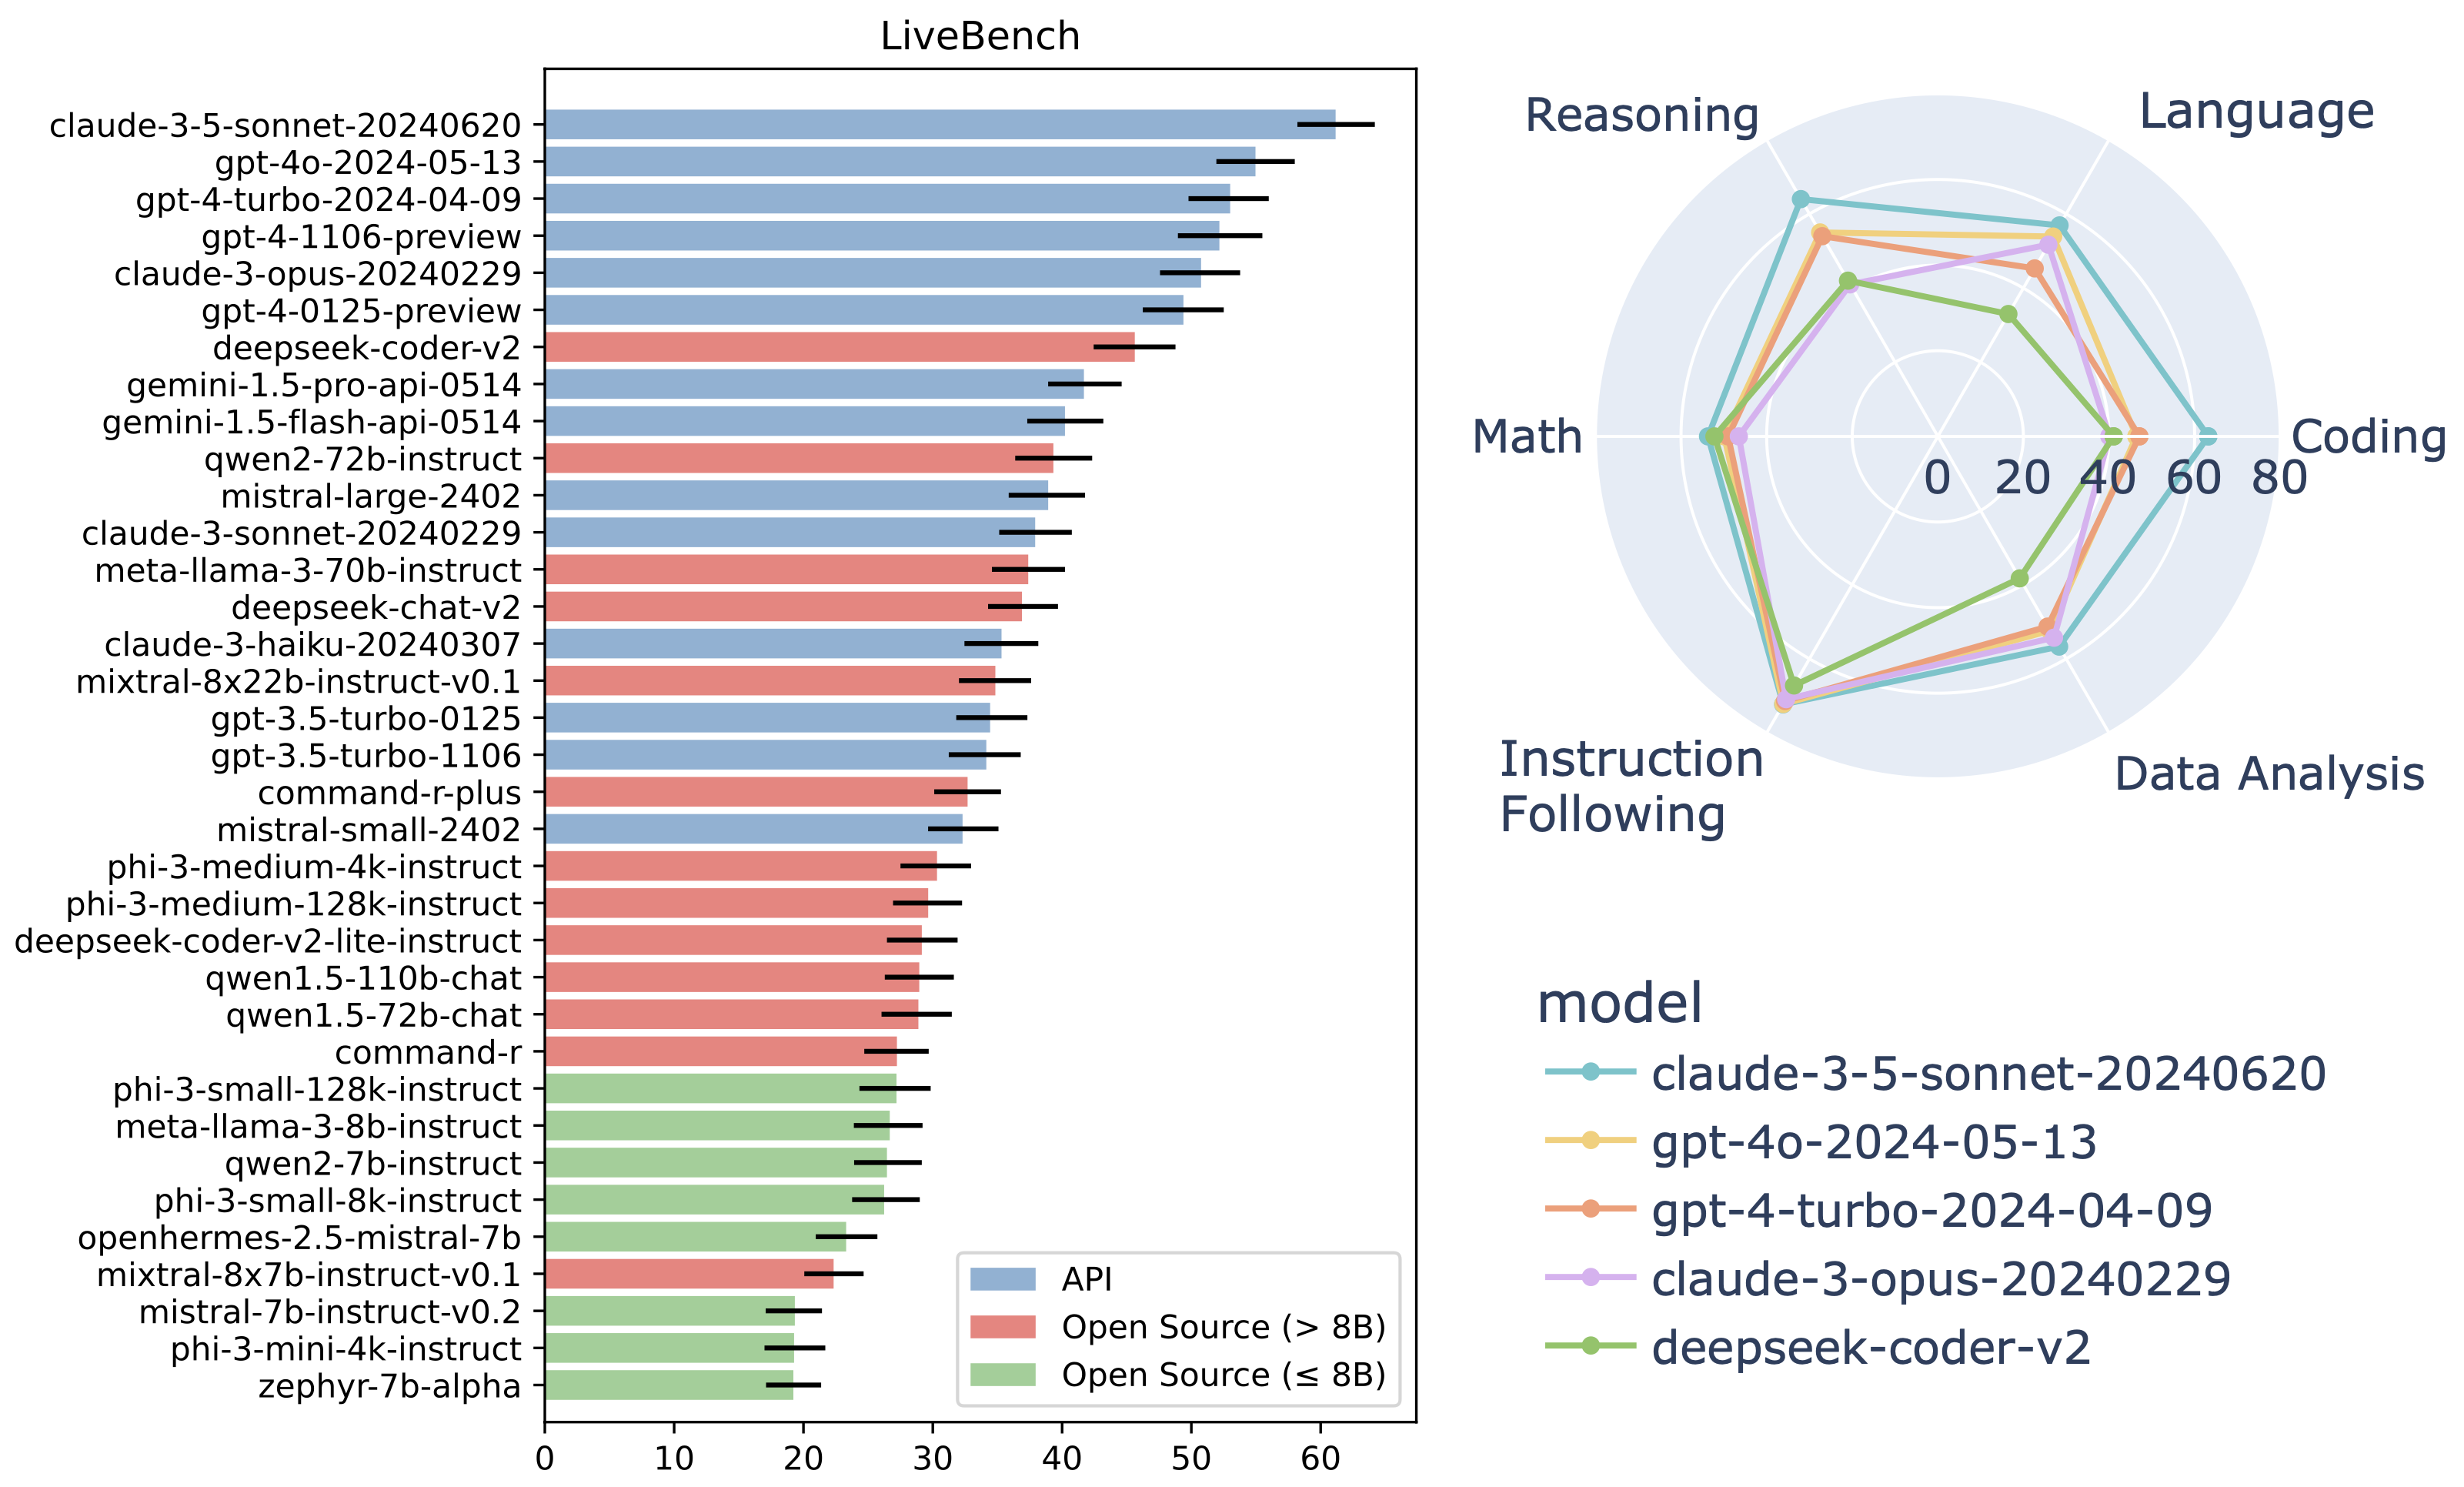 LiveBench
claude-3-5-sonnet-20240620
gpt-4o-2024-05-13
gpt-4-turbo-2024-04-09
gpt-4-1106-preview
claude-3-opus-20240229
gpt-4-0125-preview
deepseek-coder-v2
gemini-1.5-pro-api-0514
gemini-1.5-flash-api-0514
qwen2-72b-instruct
mistral-large-2402
claude-3-sonnet-20240229
meta-llama-3-70b-instruct
deepseek-chat-v2
claude-3-haiku-20240307
mixtral-8x22b-instruct-v0.1
gpt-3.5-turbo-0125
gpt-3.5-turbo-1106
command-r-plus
mistral-small-2402
phi-3-medium-4k-instruct
phi-3-medium-128k-instruct
deepseek-coder-v2-lite-instruct
qwen1.5-110b-chat
qwen1.5-72b-chat
command-r
phi-3-small-128k-instruct
meta-llama-3-8b-instruct
qwen2-7b-instruct
phi-3-small-8k-instruct
openhermes-2.5-mistral-7b
mixtral-8x7b-instruct-v0.1
mistral-7b-instruct-v0.2
phi-3-mini-4k-instruct
zephyr-7b-alpha
0 10 20 30 40 50 60
API
Open Source (> 8B)
Open Source (≤ 8B)
Reasoning
Language
Math
Coding
0 20 40 60 80
Instruction
Following
Data Analysis
model
claude-3-5-sonnet-20240620
gpt-4o-2024-05-13
gpt-4-turbo-2024-04-09
claude-3-opus-20240229
deepseek-coder-v2